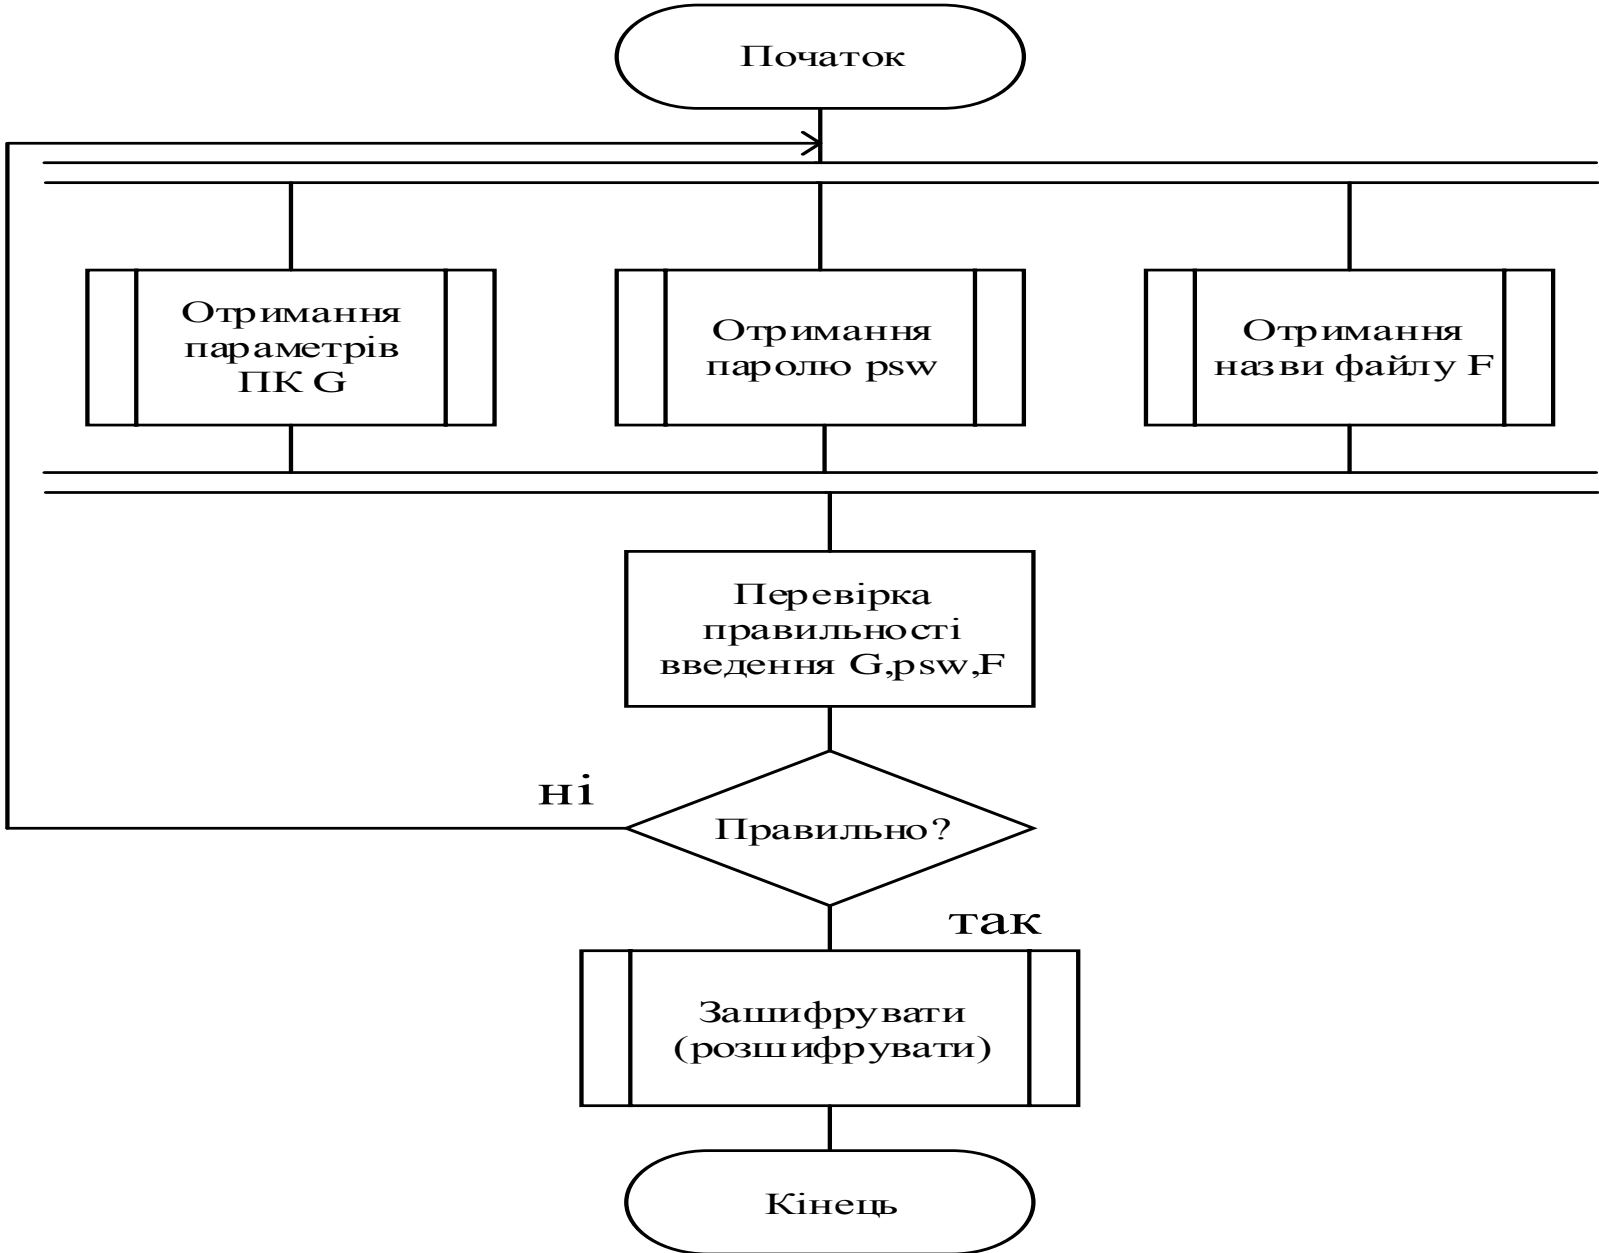 Початок
Отримання
параметрів
ПК G
Отримання
паролю psw
Отримання
назви файлу F
Перевірка
правильності
введення G,psw,F
ні
Правильно?
так
Зашифрувати
(розшифрувати)
Кінець